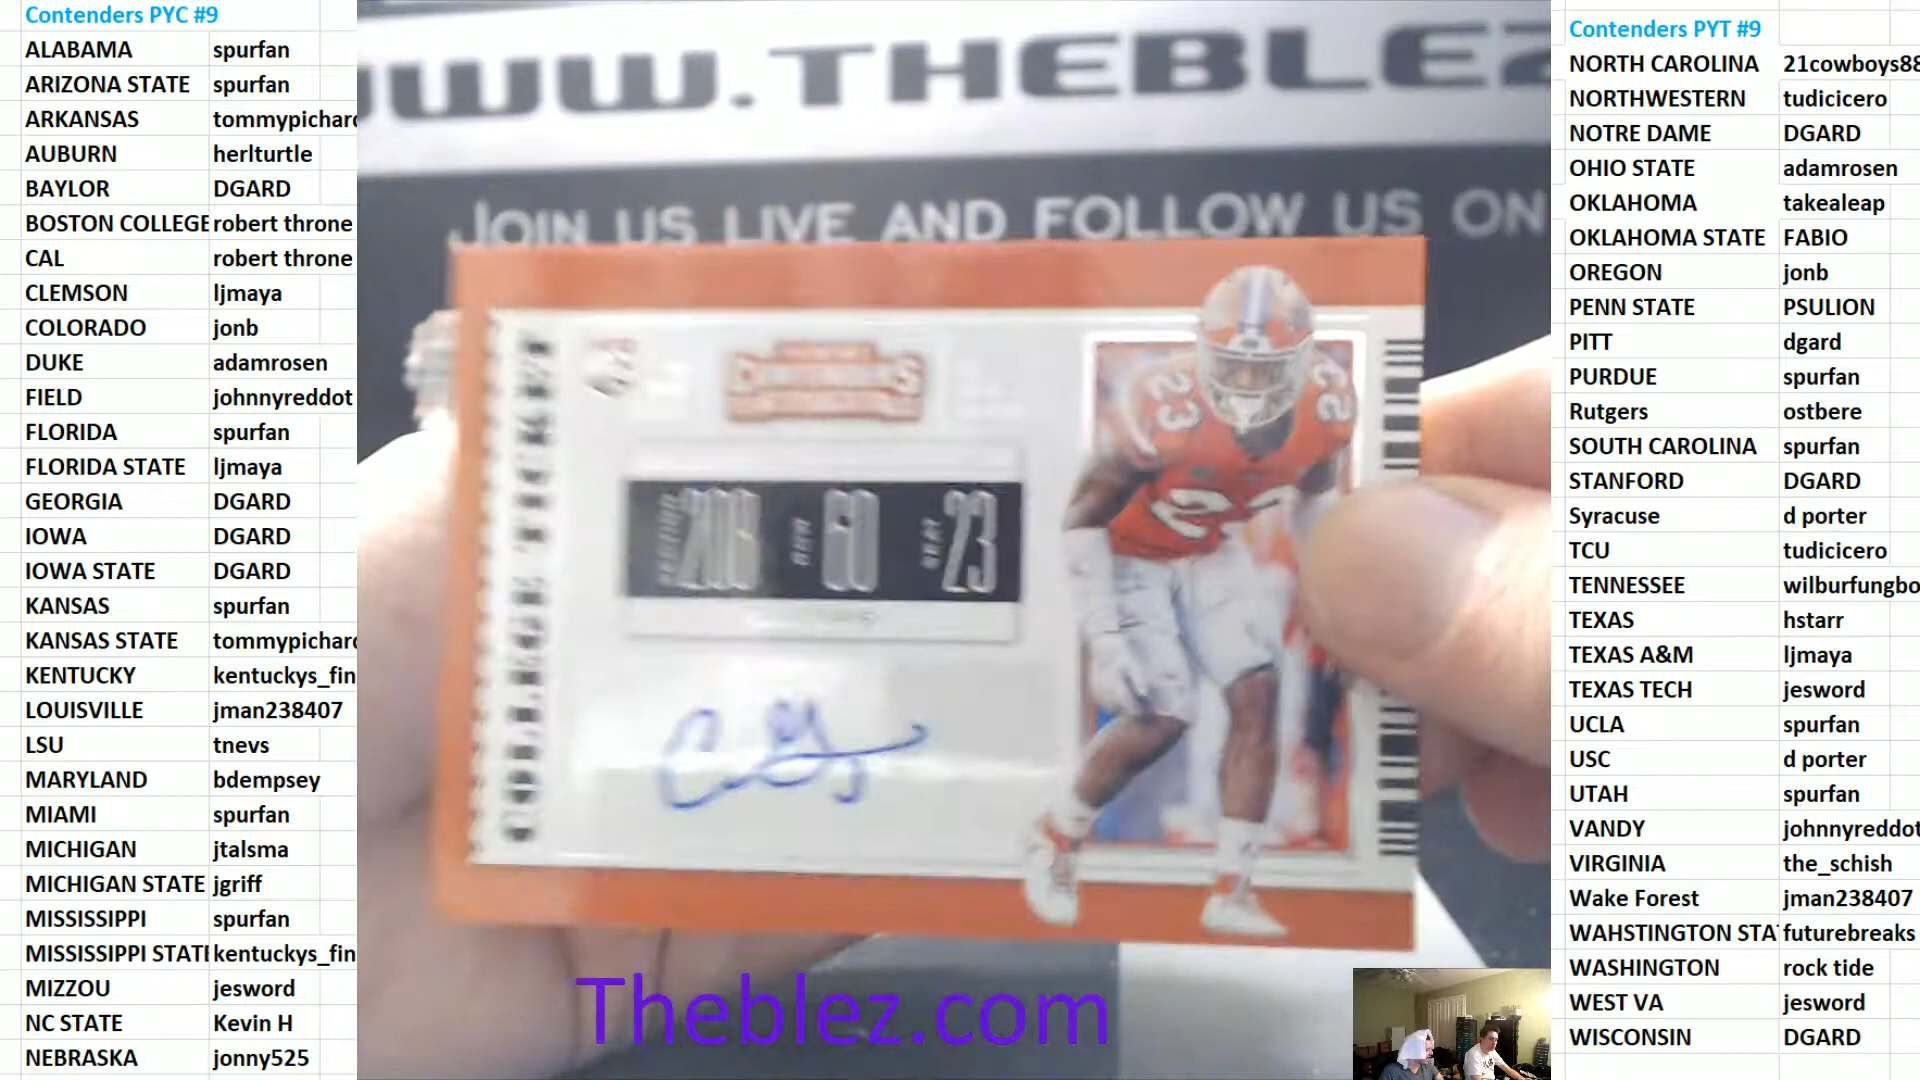 Contenders PYC #9
ALABAMA spurfan
ARIZONA STATE spurfan
ARKANSAS tommypichard
AUBURN herlturtle
BAYLOR DGARD
BOSTON COLLEGE robert throne
CAL robert throne
CLEMSON ljmaya
COLORADO jonb
DUKE adamrosen
FIELD johnnyreddot
FLORIDA spurfan
FLORIDA STATE ljmaya
GEORGIA DGARD
IOWA DGARD
IOWA STATE DGARD
KANSAS spurfan
KANSAS STATE tommypichard
KENTUCKY kentuckys_fin
LOUISVILLE jman238407
LSU tnevs
MARYLAND bdempsey
MIAMI spurfan
MICHIGAN jtalsma
MICHIGAN STATE jgriff
MISSISSIPPI spurfan
MISSISSIPPI STATE kentuckys_fin
MIZZOU jesword
NC STATE Kevin H
NEBRASKA jonny525
WWW.THEBLEZ
JOIN US LIVE AND FOLLOW US ON
CONTENDERS
23
23
Theblez.com
Contenders PYT #9
NORTH CAROLINA 21cowboys88
NORTHWESTERN tudicicero
NOTRE DAME DGARD
OHIO STATE adamrosen
OKLAHOMA takealeap
OKLAHOMA STATE FABIO
OREGON jonb
PENN STATE PSULION
PITT dgard
PURDUE spurfan
Rutgers ostbere
SOUTH CAROLINA spurfan
STANFORD DGARD
Syracuse d porter
TCU tudicicero
TENNESSEE wilburfungbo
TEXAS hstarr
TEXAS A&M ljmaya
TEXAS TECH jesword
UCLA spurfan
USC d porter
UTAH spurfan
VANDY johnnyreddot
VIRGINIA the_schish
Wake Forest jman238407
WAHSTINGTON STA futurebreaks
WASHINGTON rock tide
WEST VA jesword
WISCONSIN DGARD